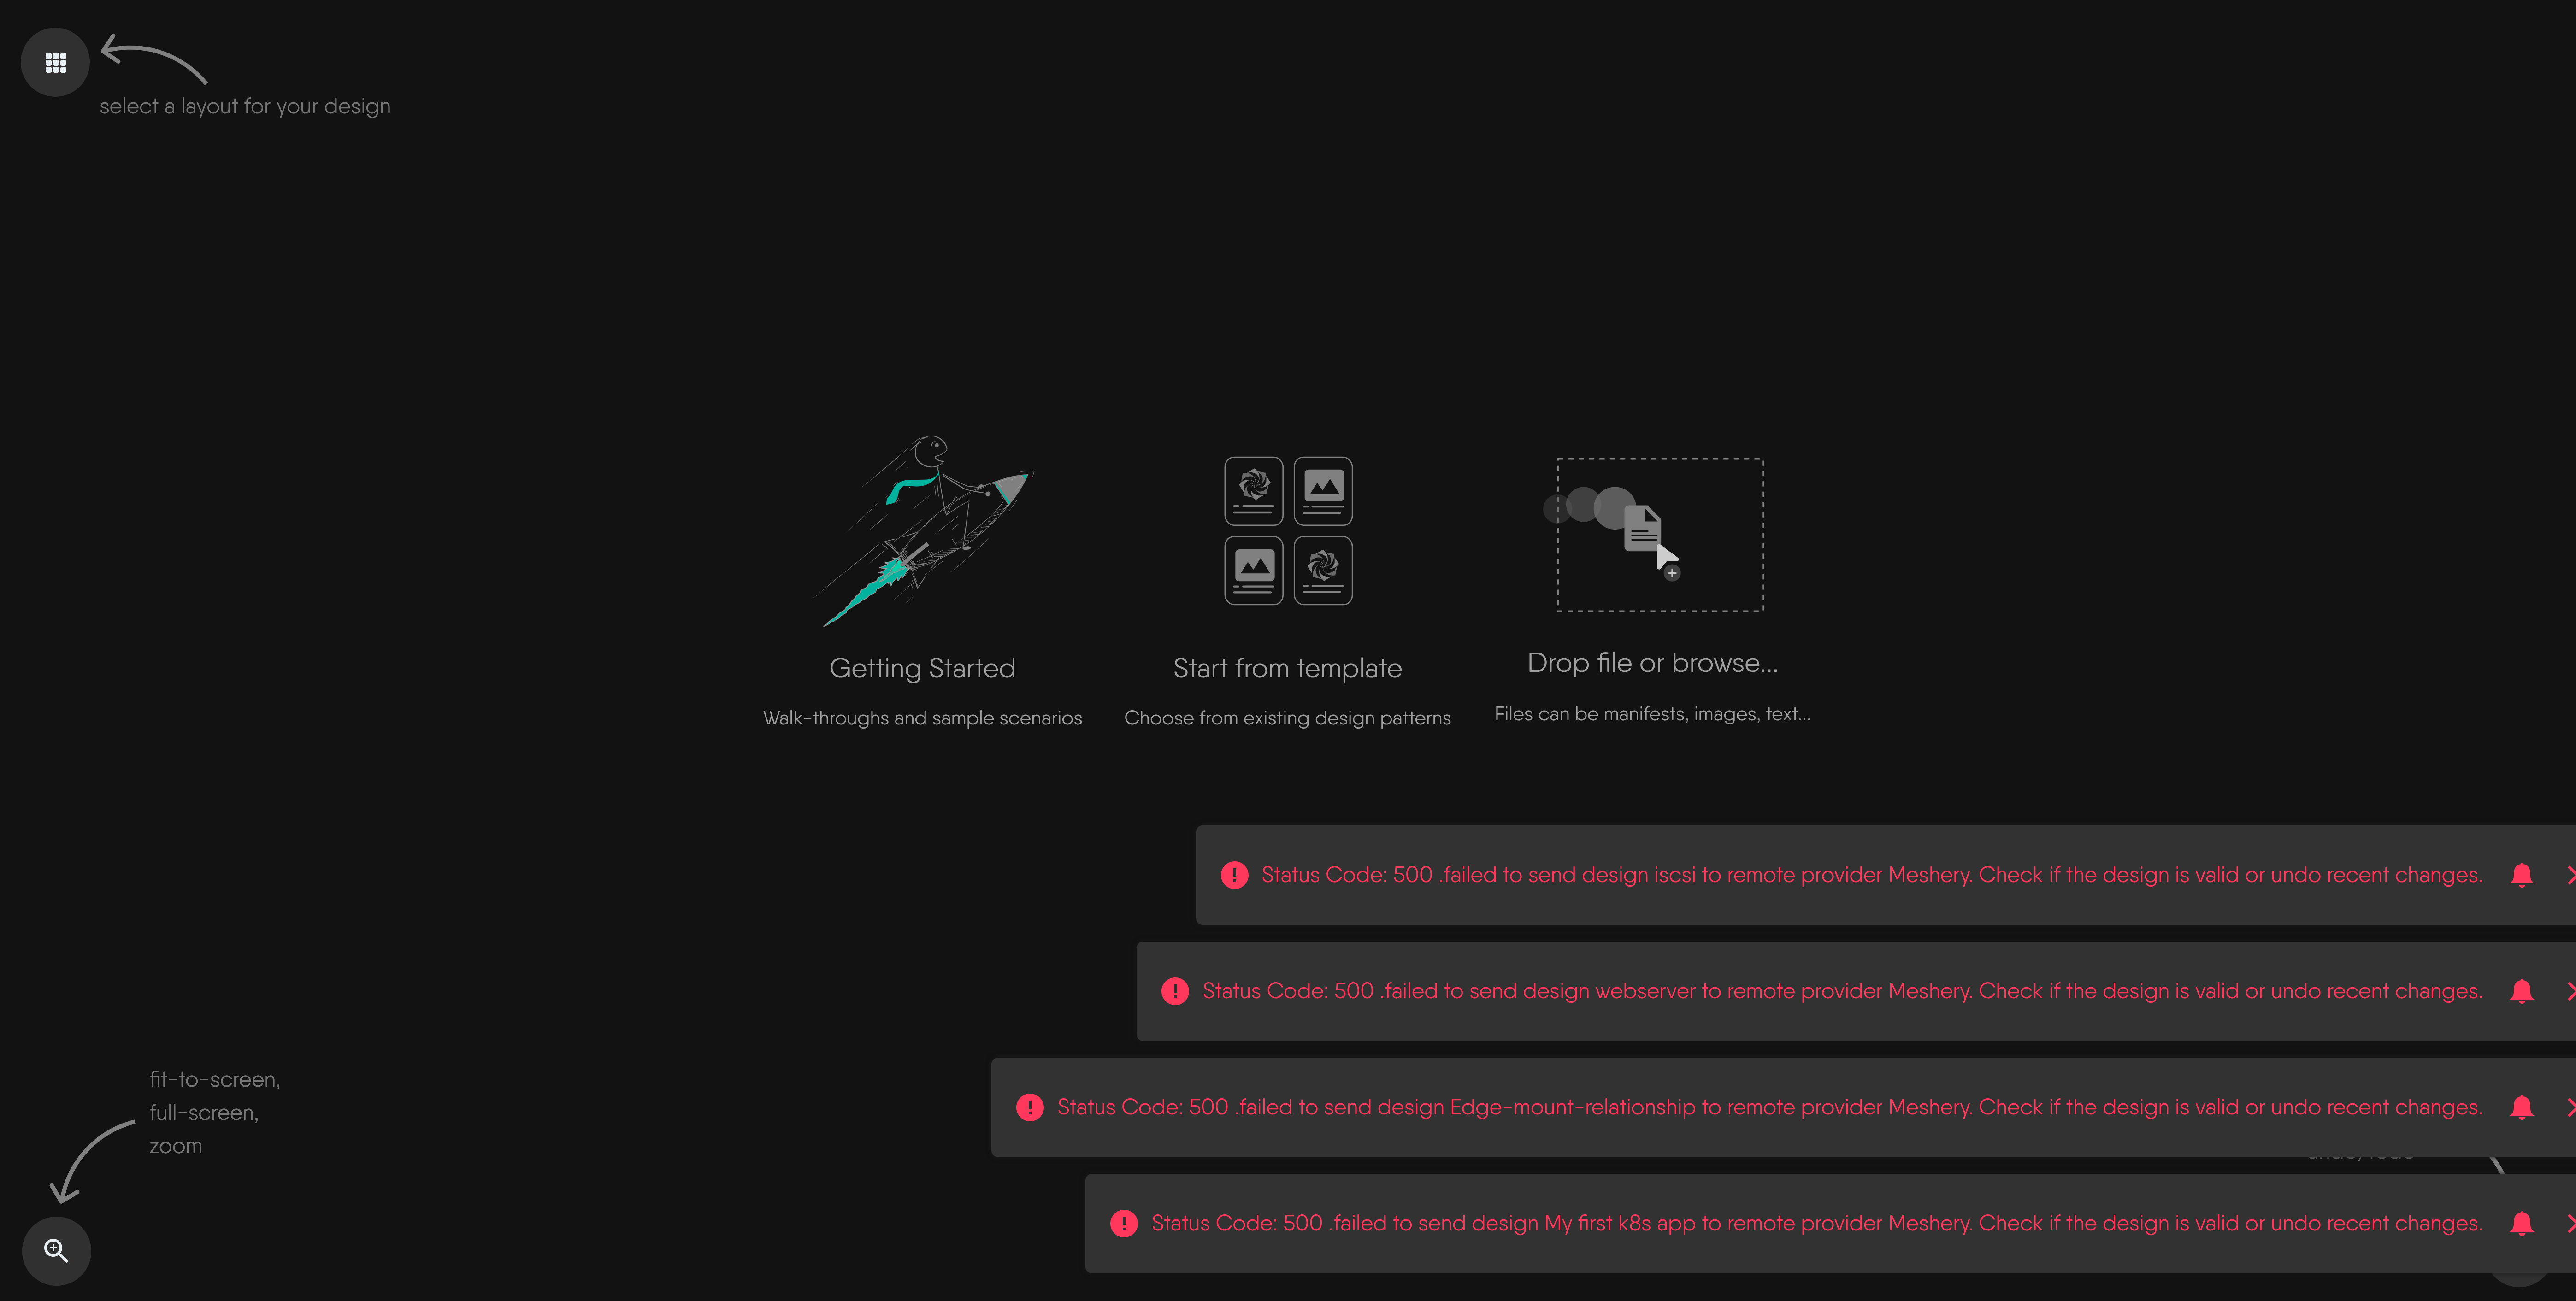 select a layout for your design
Getting Started
Walk-throughs and sample scenarios
Start from template
Choose from existing design patterns
Drop file or browse...
Files can be manifests, images, text...
Status Code: 500 .failed to send design iscsi to remote provider Meshery. Check if the design is valid or undo recent changes.
Status Code: 500 .failed to send design webserver to remote provider Meshery. Check if the design is valid or undo recent changes.
fit-to-screen,
full-screen,
zoom
Status Code: 500 .failed to send design Edge-mount-relationship to remote provider Meshery. Check if the design is valid or undo recent changes.
Status Code: 500 .failed to send design My first k8s app to remote provider Meshery. Check if the design is valid or undo recent changes.